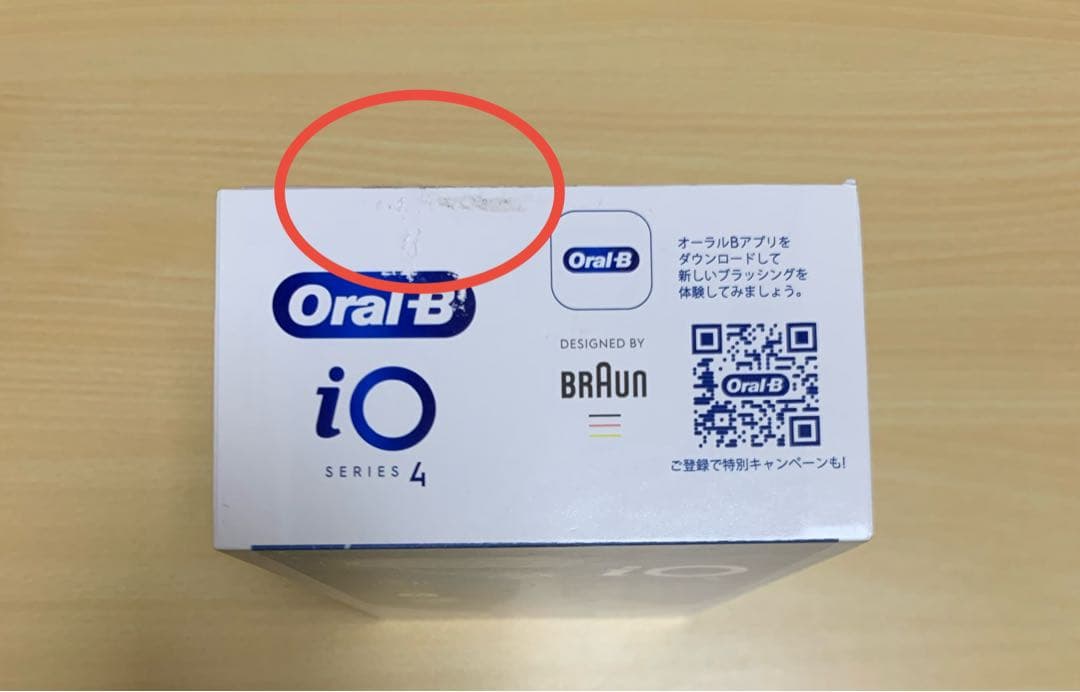 Oral-B
iO
SERIES 4
Oral-B
DESIGNED BY
BRAUN
オーラルBアプリを
ダウンロードして
新しいブラッシングを
体験してみましょう。
Oral-B
ご登録で特別キャンペーンも!
iO